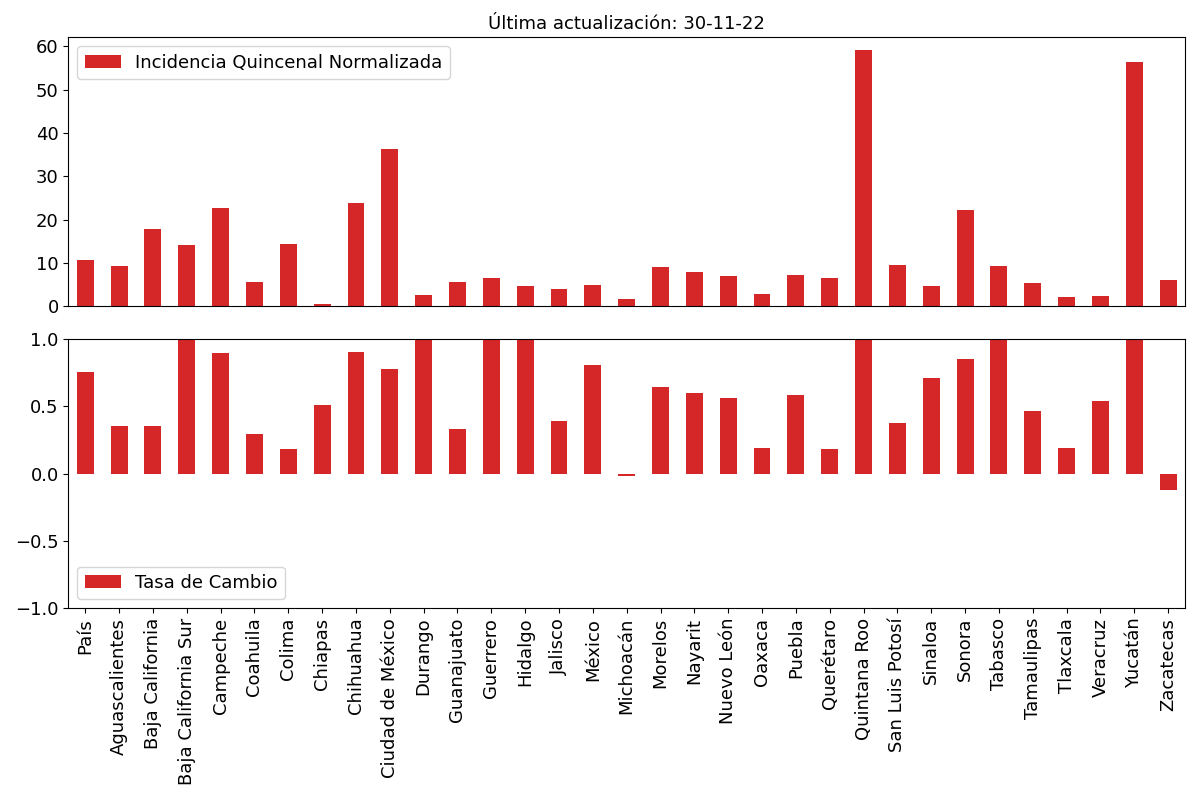 Última actualización: 30-11-22
60
50
40
30
20
10
0
Incidencia Quincenal Normalizada
1.0
0.5
0.0
−0.5
−1.0
Tasa de Cambio
País
Aguascalientes
Baja California
Baja California Sur
Campeche
Coahuila
Colima
Chiapas
Chihuahua
Ciudad de México
Durango
Guanajuato
Guerrero
Hidalgo
Jalisco
México
Michoacán
Morelos
Nayarit
Nuevo León
Oaxaca
Puebla
Querétaro
Quintana Roo
San Luis Potosí
Sinaloa
Sonora
Tabasco
Tamaulipas
Tlaxcala
Veracruz
Yucatán
Zacatecas